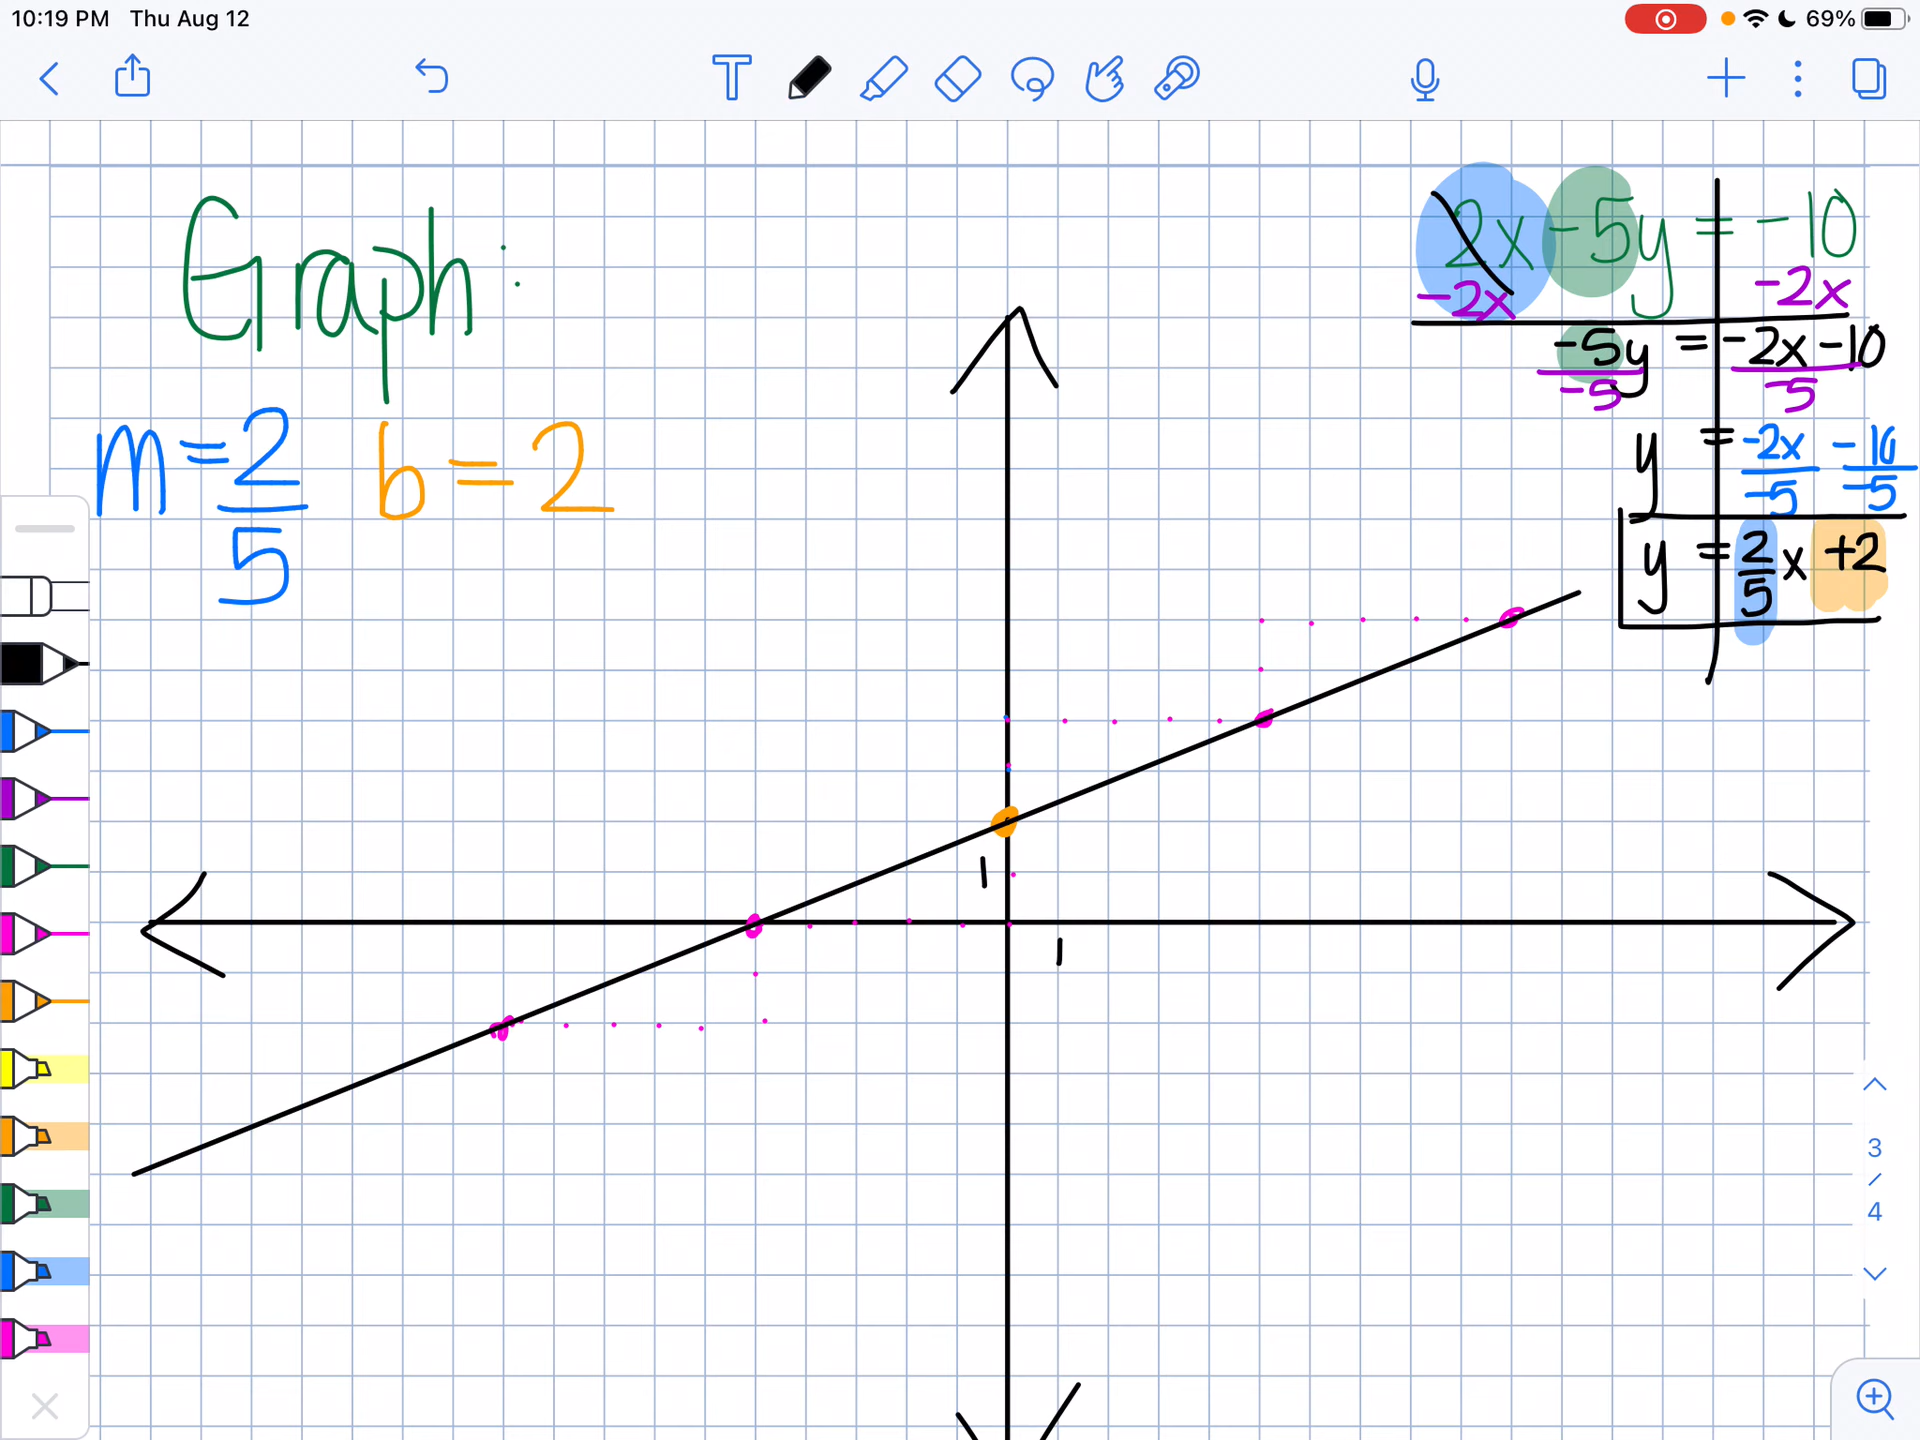 10:19 PM Thu Aug 12 69%
Graph:
m = 2/5 b = 2
2x -5y = -10
-2x -2x
-5y = -2x - 10
-5 -5
y = -2x/-5 -10/-5
y = 2/5 x +2
1
1
3
/
4